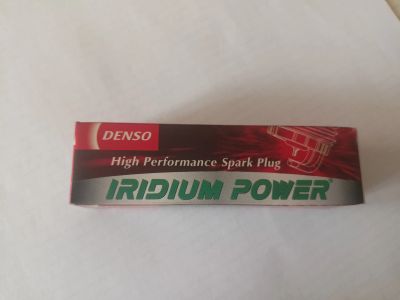 DENSO
High Performance Spark Plug
IRIDIUM POWER